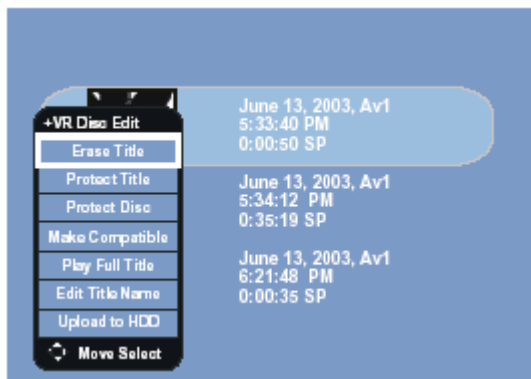 +VR Disc Edit
Erase Title
Protect Title
Protect Disc
Make Compatible
Play Full Title
Edit Title Name
Upload to HDD
Move Select
June 13, 2003, Av1
5:33:40 PM
0:00:50 SP
June 13, 2003, Av1
5:34:12 PM
0:35:19 SP
June 13, 2003, Av1
6:21:48 PM
0:00:35 SP